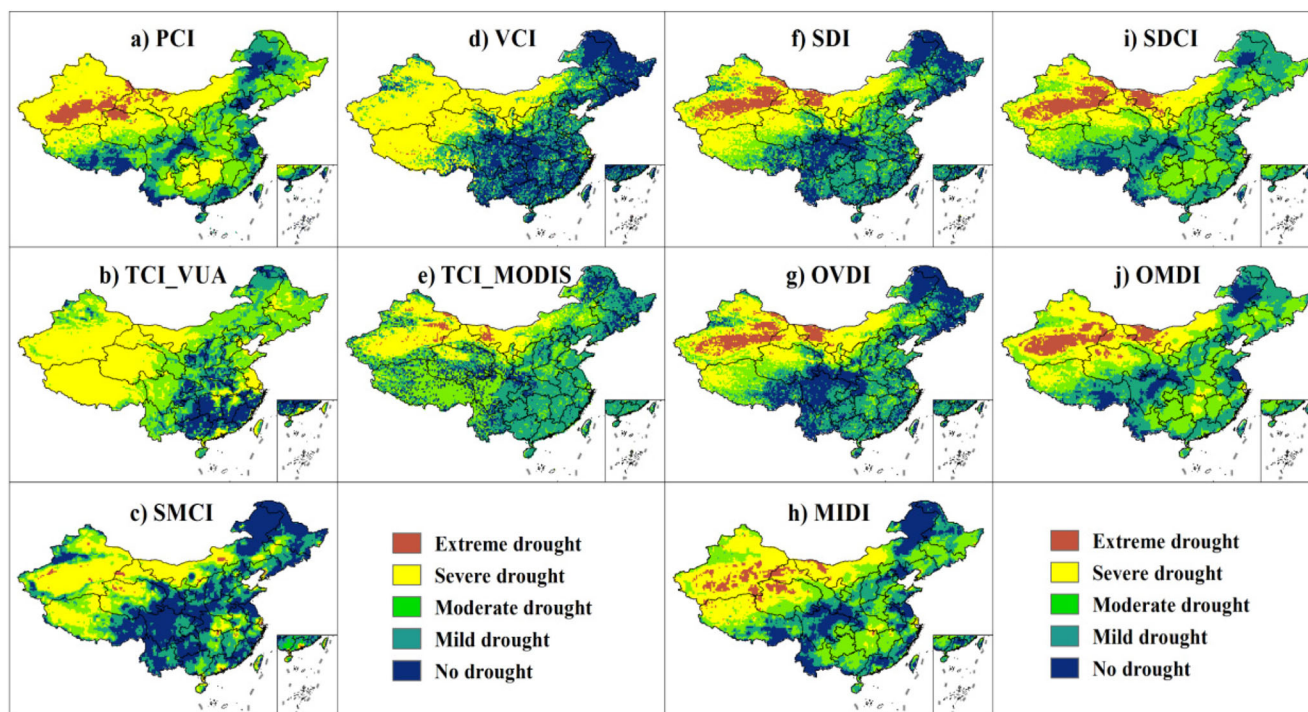 a) PCI
d) VCI
f) SDI
i) SDCI
b) TCI_VUA
e) TCI_MODIS
g) OVDI
j) OMDI
c) SMCI
h) MIDI
Extreme drought
Severe drought
Moderate drought
Mild drought
No drought
Extreme drought
Severe drought
Moderate drought
Mild drought
No drought